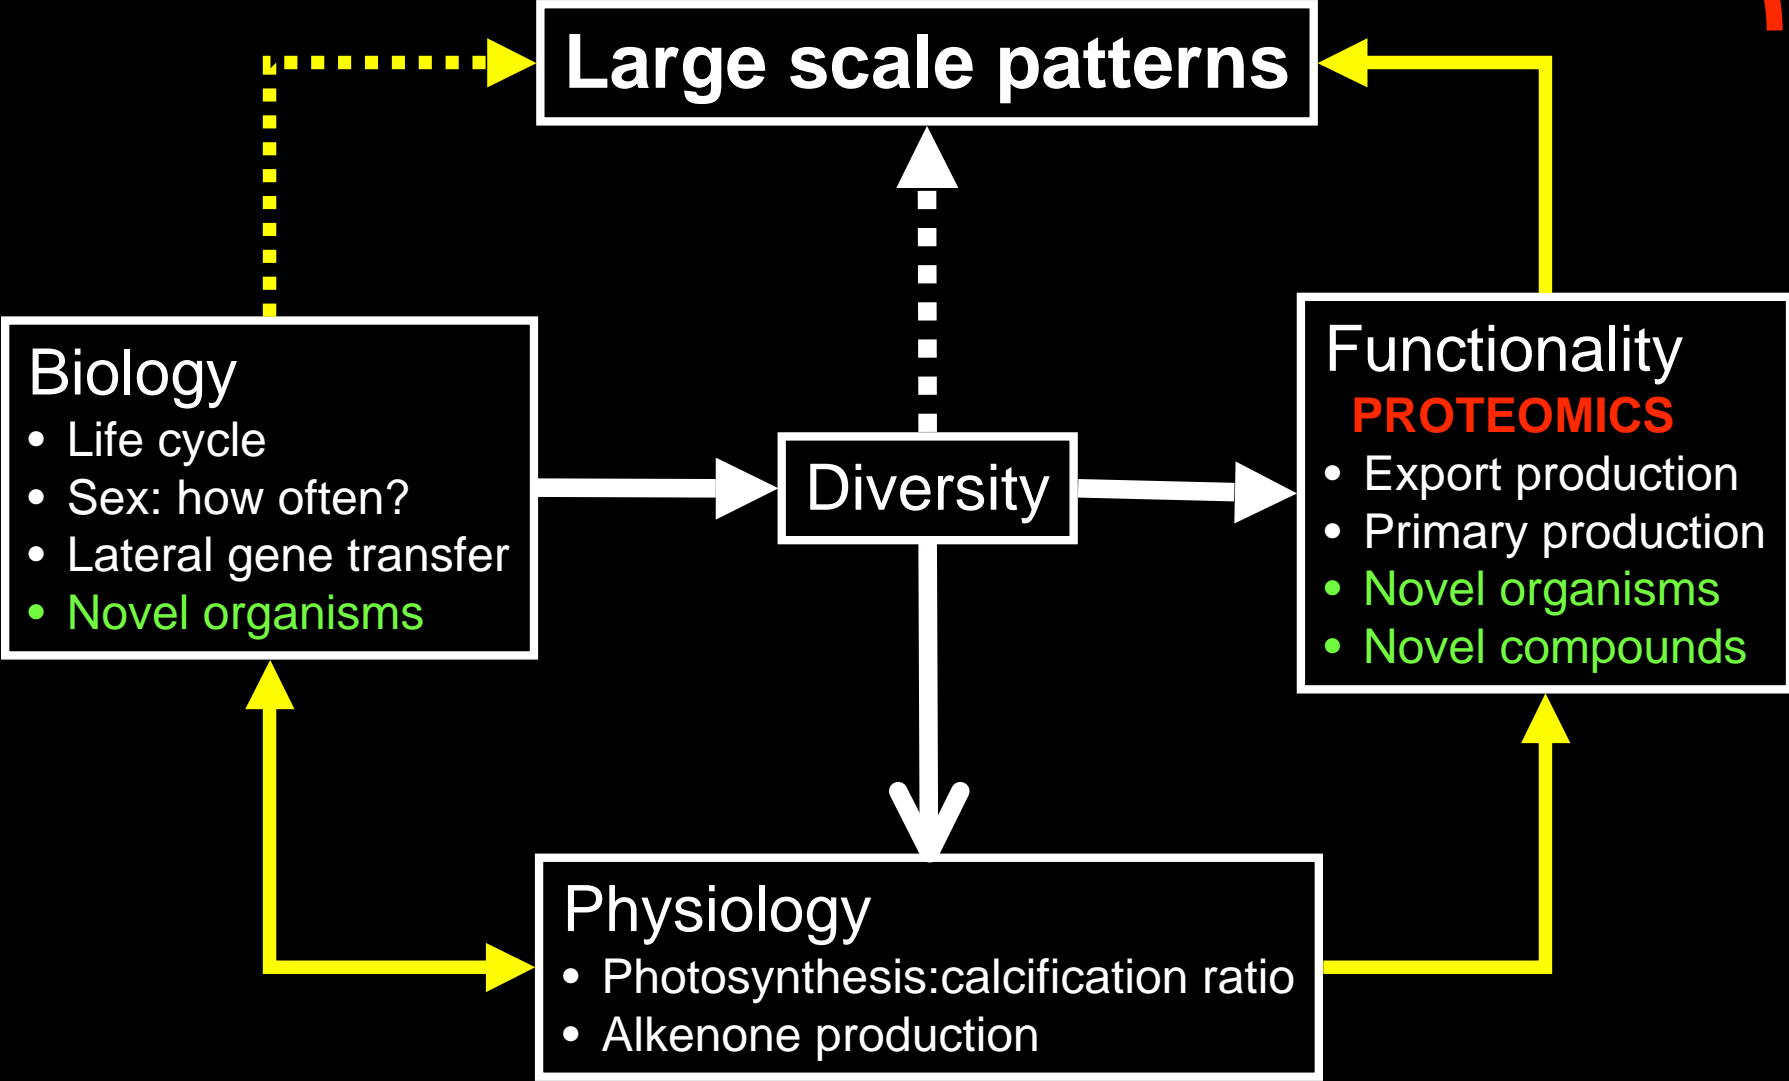 Large scale patterns
Biology
• Life cycle
• Sex: how often?
• Lateral gene transfer
• Novel organisms
Diversity
Functionality
PROTEOMICS
• Export production
• Primary production
• Novel organisms
• Novel compounds
Physiology
• Photosynthesis:calcification ratio
• Alkenone production